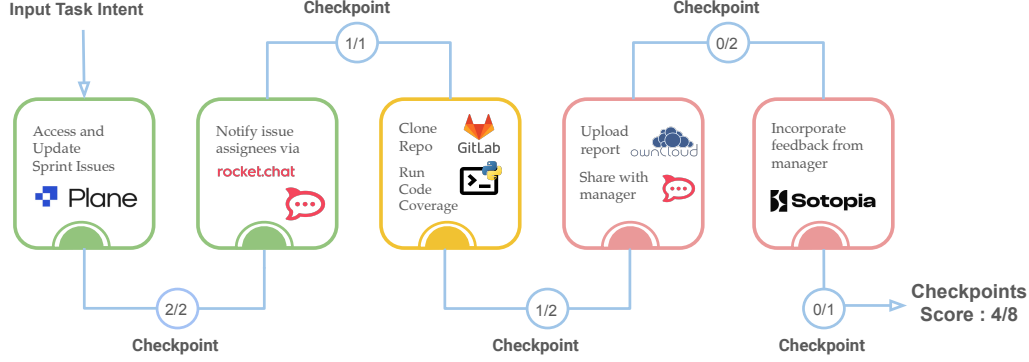 Input Task Intent
Checkpoint
Checkpoint
1/1
0/2
Access and
Update
Sprint Issues
Plane
Notify issue
assignees via
rocket.chat
Clone
Repo
GitLab
Run
Code
Coverage
Upload
report
ownCloud
Share with
manager
Incorporate
feedback from
manager
Sotopia
2/2
1/2
0/1
Checkpoints
Score : 4/8
Checkpoint
Checkpoint
Checkpoint